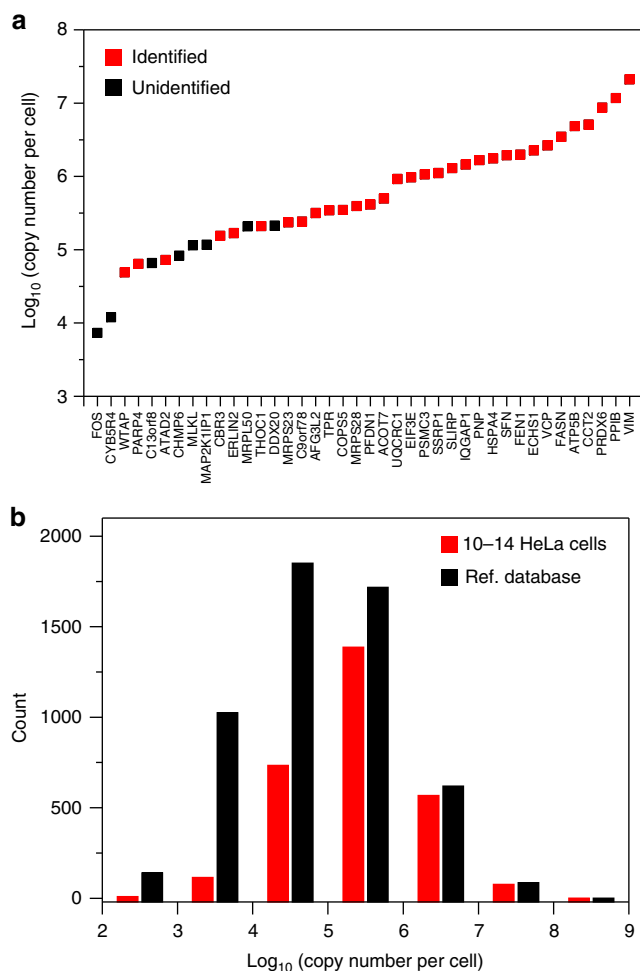 a
8
7
6
5
4
3
Log10 (copy number per cell)
Identified
Unidentified
FOS
CYB5R4
WTAP
PARP4
C13orf8
ATAD2
CHMP6
MLKL
MAP2K1IP1
CBR3
ERLIN2
MRPL50
THOC1
DDX20
MRPS23
C9orf78
AFG3L2
TPR
COPS5
MRPS28
PFDN1
ACOT7
UQCRC1
EIF3E
PSMC3
SSRP1
SLIRP
IQGAP1
PNP
HSPA4
SFN
FEN1
ECHS1
VCP
FASN
ATP5B
CCT2
PRDX6
PPIB
VIM
b
2000
1500
1000
500
0
Count
10–14 HeLa cells
Ref. database
2 3 4 5 6 7 8 9
Log10 (copy number per cell)